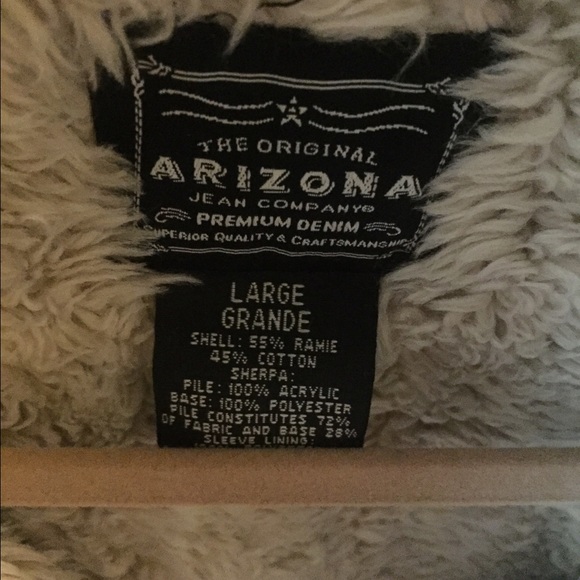 THE ORIGINAL
ARIZONA
JEAN COMPANY®
PREMIUM DENIM
SUPERIOR QUALITY & CRAFTSMANSHIP
LARGE
GRANDE
SHELL: 55% RAMIE
45% COTTON
SHERPA:
PILE: 100% ACRYLIC
BASE: 100% POLYESTER
PILE CONSTITUTES 72%
OF FABRIC AND BASE 28%
SLEEVE LINING: